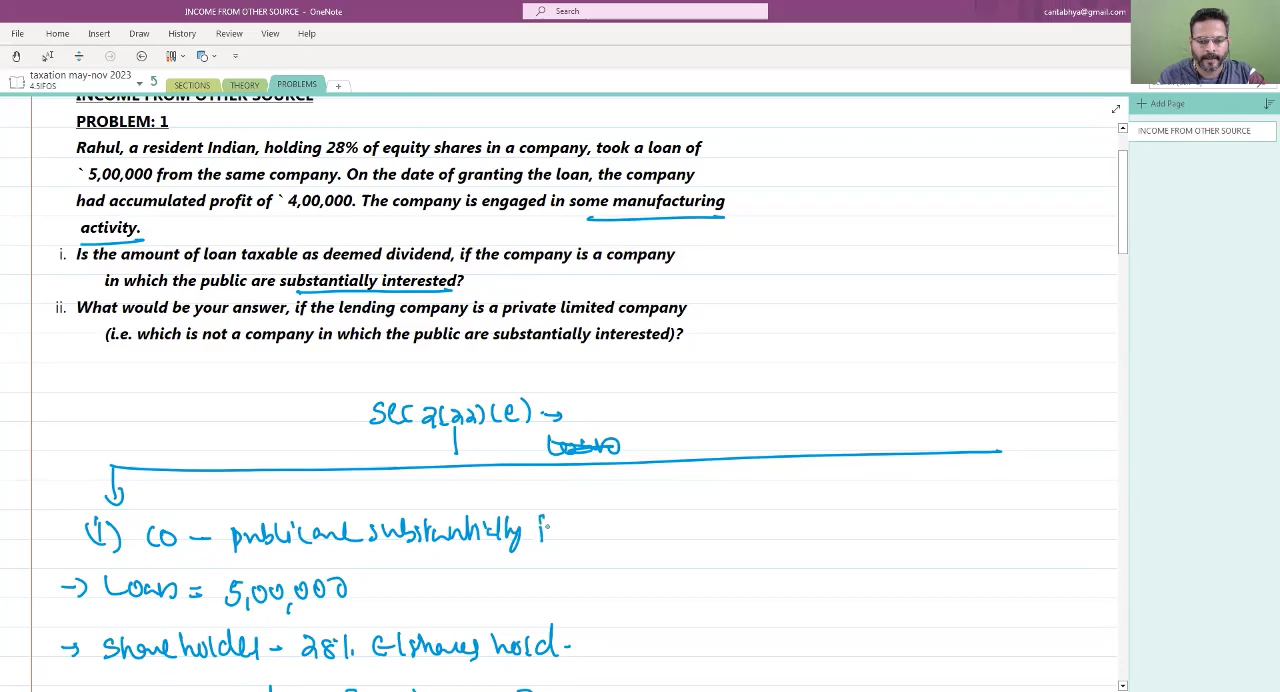 INCOME FROM OTHER SOURCE - OneNote
Search
cantabhya@gmail.com
File Home Insert Draw History Review View Help
taxation may-nov 2023
4.5IFOS
SECTIONS THEORY PROBLEMS +
Add Page
INCOME FROM OTHER SOURCE
INCOME FROM OTHER SOURCE
PROBLEM: 1
Rahul, a resident Indian, holding 28% of equity shares in a company, took a loan of
` 5,00,000 from the same company. On the date of granting the loan, the company
had accumulated profit of ` 4,00,000. The company is engaged in some manufacturing
activity.
i. Is the amount of loan taxable as deemed dividend, if the company is a company
in which the public are substantially interested?
ii. What would be your answer, if the lending company is a private limited company
(i.e. which is not a company in which the public are substantially interested)?
Sec 2(22)(e) →
(i) CO - public are substantially
→ Loan = 5,00,000
→ Shareholder - 28% E/shares hold.